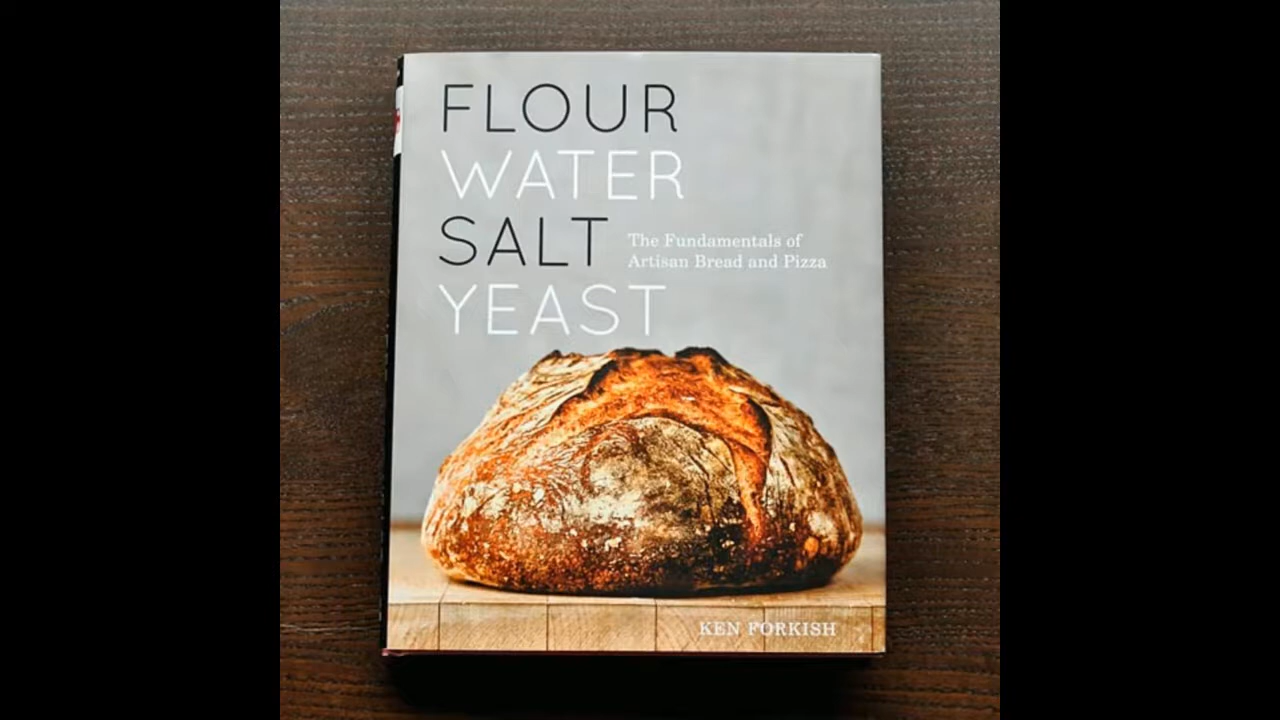 FLOUR
WATER
SALT
YEAST
The Fundamentals of
Artisan Bread and Pizza
KEN FORKISH